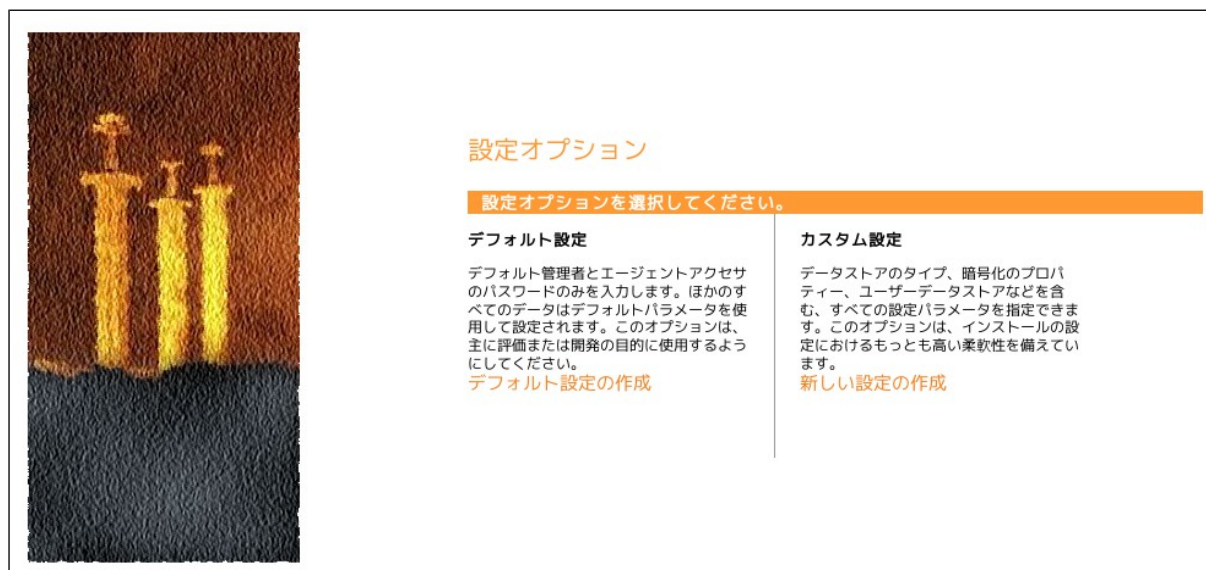 設定オプション
設定オプションを選択してください。
デフォルト設定
デフォルト管理者とエージェントアクセサ
のパスワードのみを入力します。ほかのす
べてのデータはデフォルトパラメータを使
用して設定されます。このオプションは、
主に評価または開発の目的に使用するよう
にしてください。
デフォルト設定の作成
カスタム設定
データストアのタイプ、暗号化のプロパ
ティー、ユーザーデータストアなどを含
む、すべての設定パラメータを指定できま
す。このオプションは、インストールの設
定におけるもっとも高い柔軟性を備えてい
ます。
新しい設定の作成